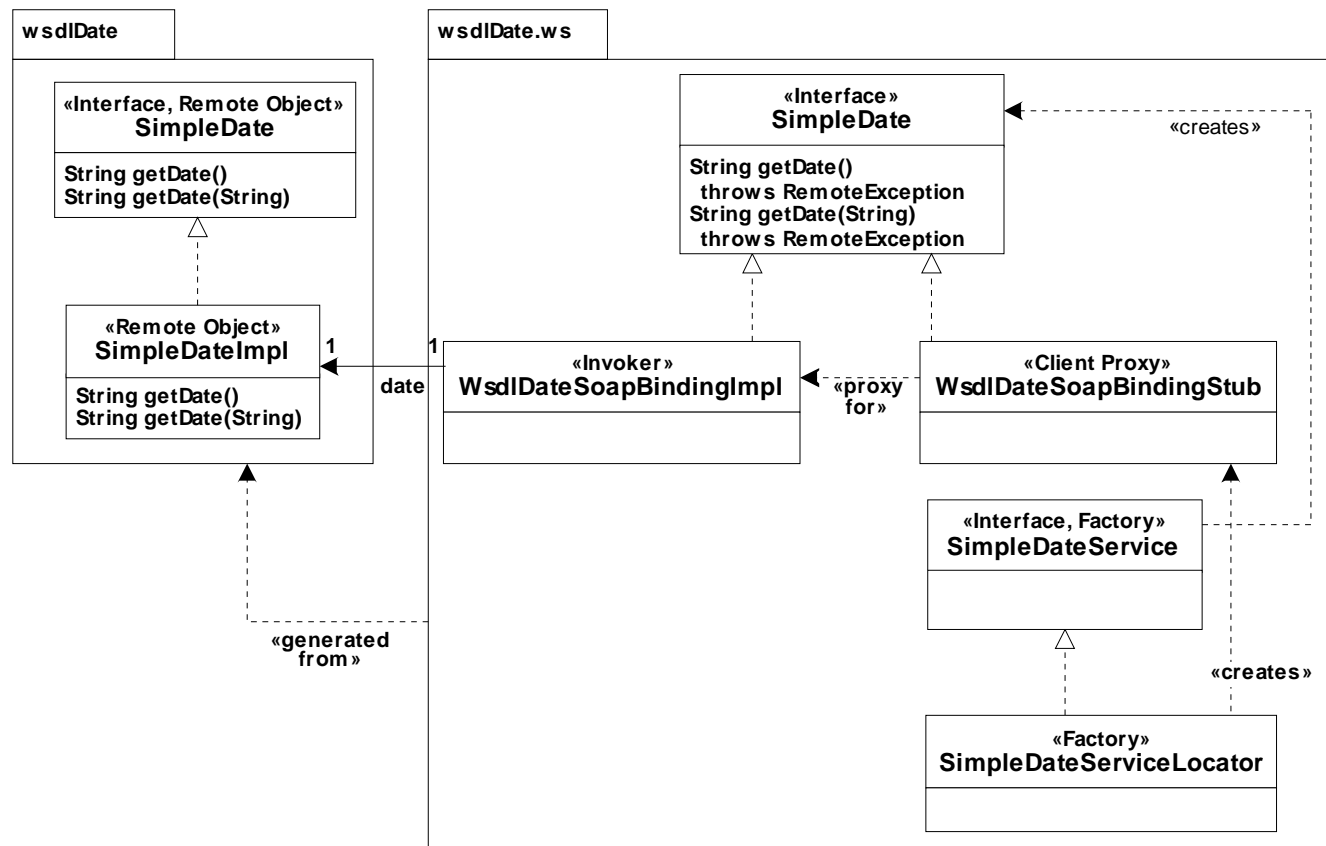 wsdlDate
«Interface, Remote Object»
SimpleDate
String getDate()
String getDate(String)
«Remote Object»
SimpleDateImpl
String getDate()
String getDate(String)
1
1
date
«generated
from»
wsdlDate.ws
«Interface»
SimpleDate
String getDate()
throws RemoteException
String getDate(String)
throws RemoteException
«creates»
«Invoker»
WsdlDateSoapBindingImpl
«proxy
for»
«Client Proxy»
WsdlDateSoapBindingStub
«Interface, Factory»
SimpleDateService
«creates»
«Factory»
SimpleDateServiceLocator